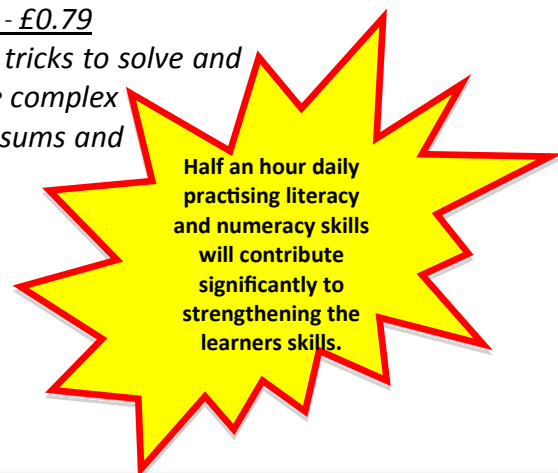 - £0.79
tricks to solve and
complex
sums and
Half an hour daily
practising literacy
and numeracy skills
will contribute
significantly to
strengthening the
learners skills.